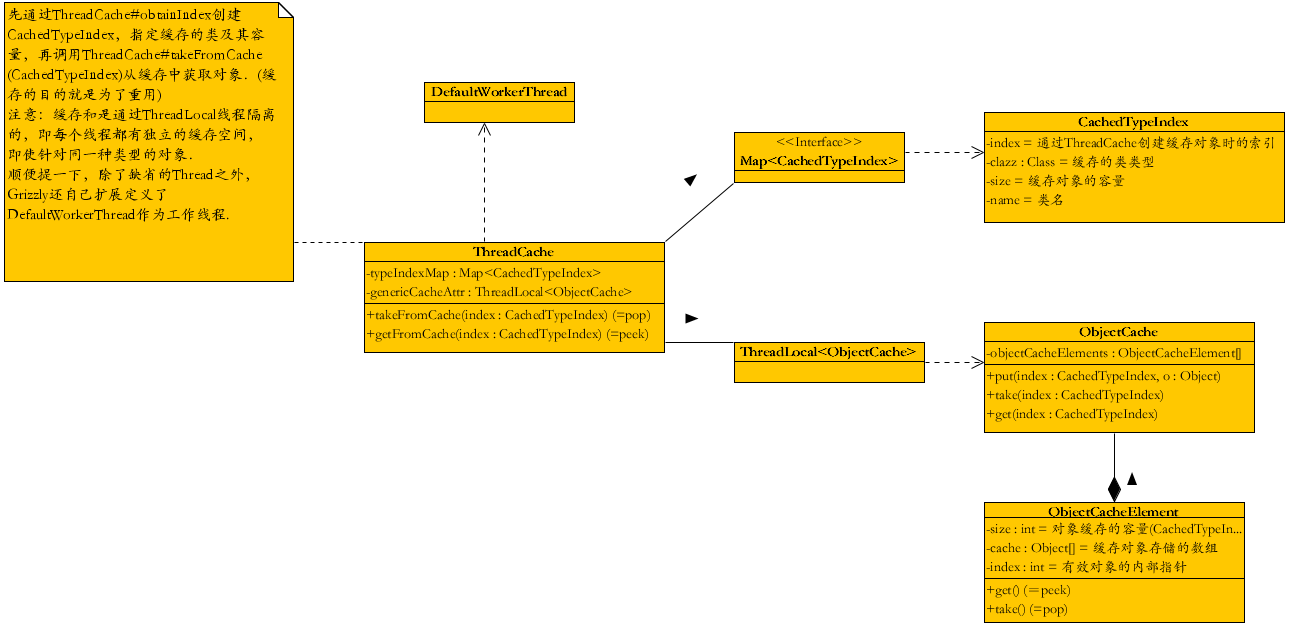 先通过ThreadCache#obtainIndex创建
CachedTypeIndex，指定缓存的类及其容
量，再调用ThreadCache#takeFromCache
(CachedTypeIndex)从缓存中获取对象．(缓
存的目的就是为了重用)
注意：缓存和是通过ThreadLocal线程隔离
的，即每个线程都有独立的缓存空间，
即使针对同一种类型的对象．
顺便提一下，除了缺省的Thread之外，
Grizzly还自己扩展定义了
DefaultWorkerThread作为工作线程．
DefaultWorkerThread
<<Interface>>
Map<CachedTypeIndex>
CachedTypeIndex
-index = 通过ThreadCache创建缓存对象时的索引
-clazz : Class = 缓存的类类型
-size = 缓存对象的容量
-name = 类名
ThreadCache
-typeIndexMap : Map<CachedTypeIndex>
-genericCacheAttr : ThreadLocal<ObjectCache>
+takeFromCache(index : CachedTypeIndex) (=pop)
+getFromCache(index : CachedTypeIndex) (=peek)
ThreadLocal<ObjectCache>
ObjectCache
-objectCacheElements : ObjectCacheElement[]
+put(index : CachedTypeIndex, o : Object)
+take(index : CachedTypeIndex)
+get(index : CachedTypeIndex)
ObjectCacheElement
-size : int = 对象缓存的容量(CachedTypeIn...
-cache : Object[] = 缓存对象存储的数组
-index : int = 有效对象的内部指针
+get() (＝peek)
+take() (=pop)